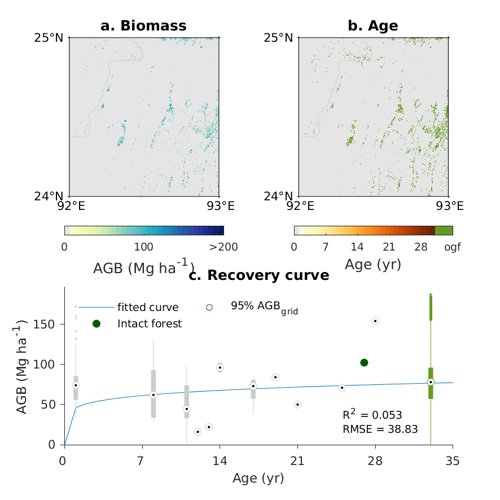 a. Biomass
b. Age
25°N
24°N
92°E
93°E
25°N
24°N
92°E
93°E
0
100
>200
AGB (Mg ha⁻¹)
0
7
14
21
28
ogf
Age (yr)
c. Recovery curve
fitted curve
95% AGB_grid
Intact forest
AGB (Mg ha⁻¹)
150
100
50
0
R² = 0.053
RMSE = 38.83
0
7
14
21
28
35
Age (yr)